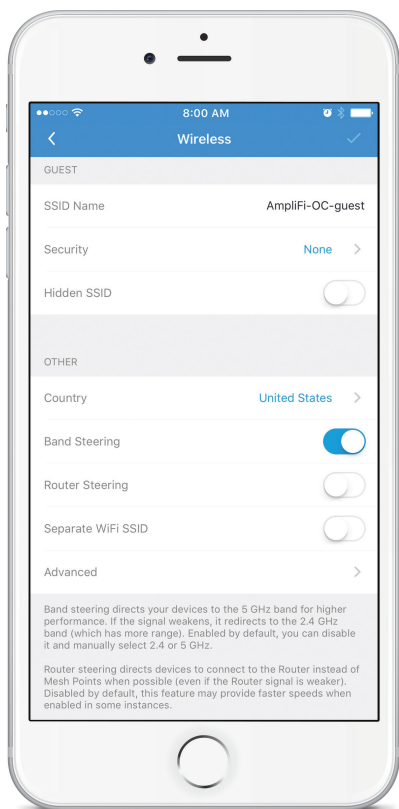 8:00 AM
Wireless
GUEST
SSID Name AmpliFi-OC-guest
Security None
Hidden SSID
OTHER
Country United States
Band Steering
Router Steering
Separate WiFi SSID
Advanced
Band steering directs your devices to the 5 GHz band for higher
performance. If the signal weakens, it redirects to the 2.4 GHz
band (which has more range). Enabled by default, you can disable
it and manually select 2.4 or 5 GHz.
Router steering directs devices to connect to the Router instead of
Mesh Points when possible (even if the Router signal is weaker).
Disabled by default, this feature may provide faster speeds when
enabled in some instances.